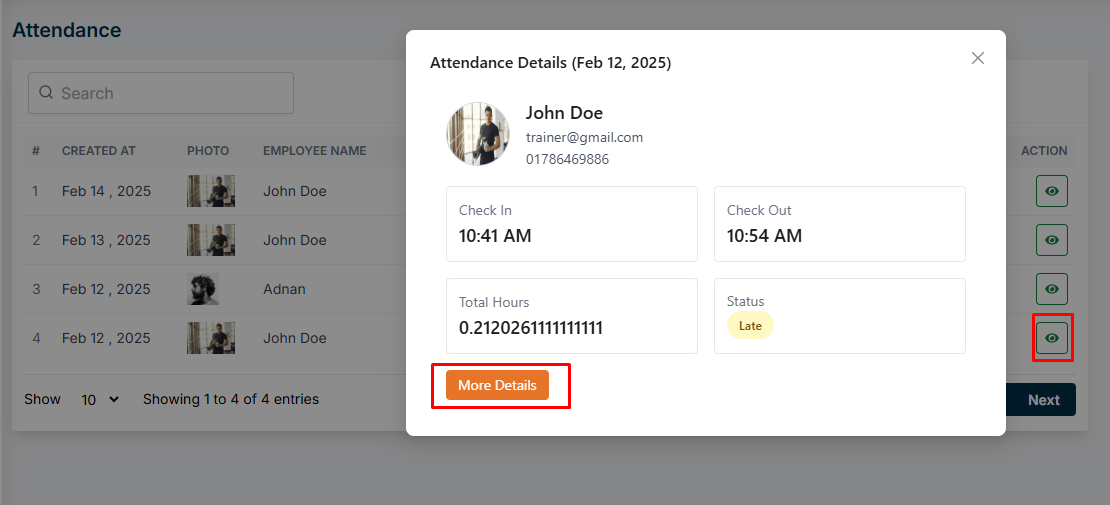 Attendance
Search
# CREATED AT PHOTO EMPLOYEE NAME ACTION
1 Feb 14 , 2025 John Doe
2 Feb 13 , 2025 John Doe
3 Feb 12 , 2025 Adnan
4 Feb 12 , 2025 John Doe
Show 10 Showing 1 to 4 of 4 entries Next
Attendance Details (Feb 12, 2025)
John Doe
trainer@gmail.com
01786469886
Check In
10:41 AM
Check Out
10:54 AM
Total Hours
0.2120261111111111
Status
Late
More Details